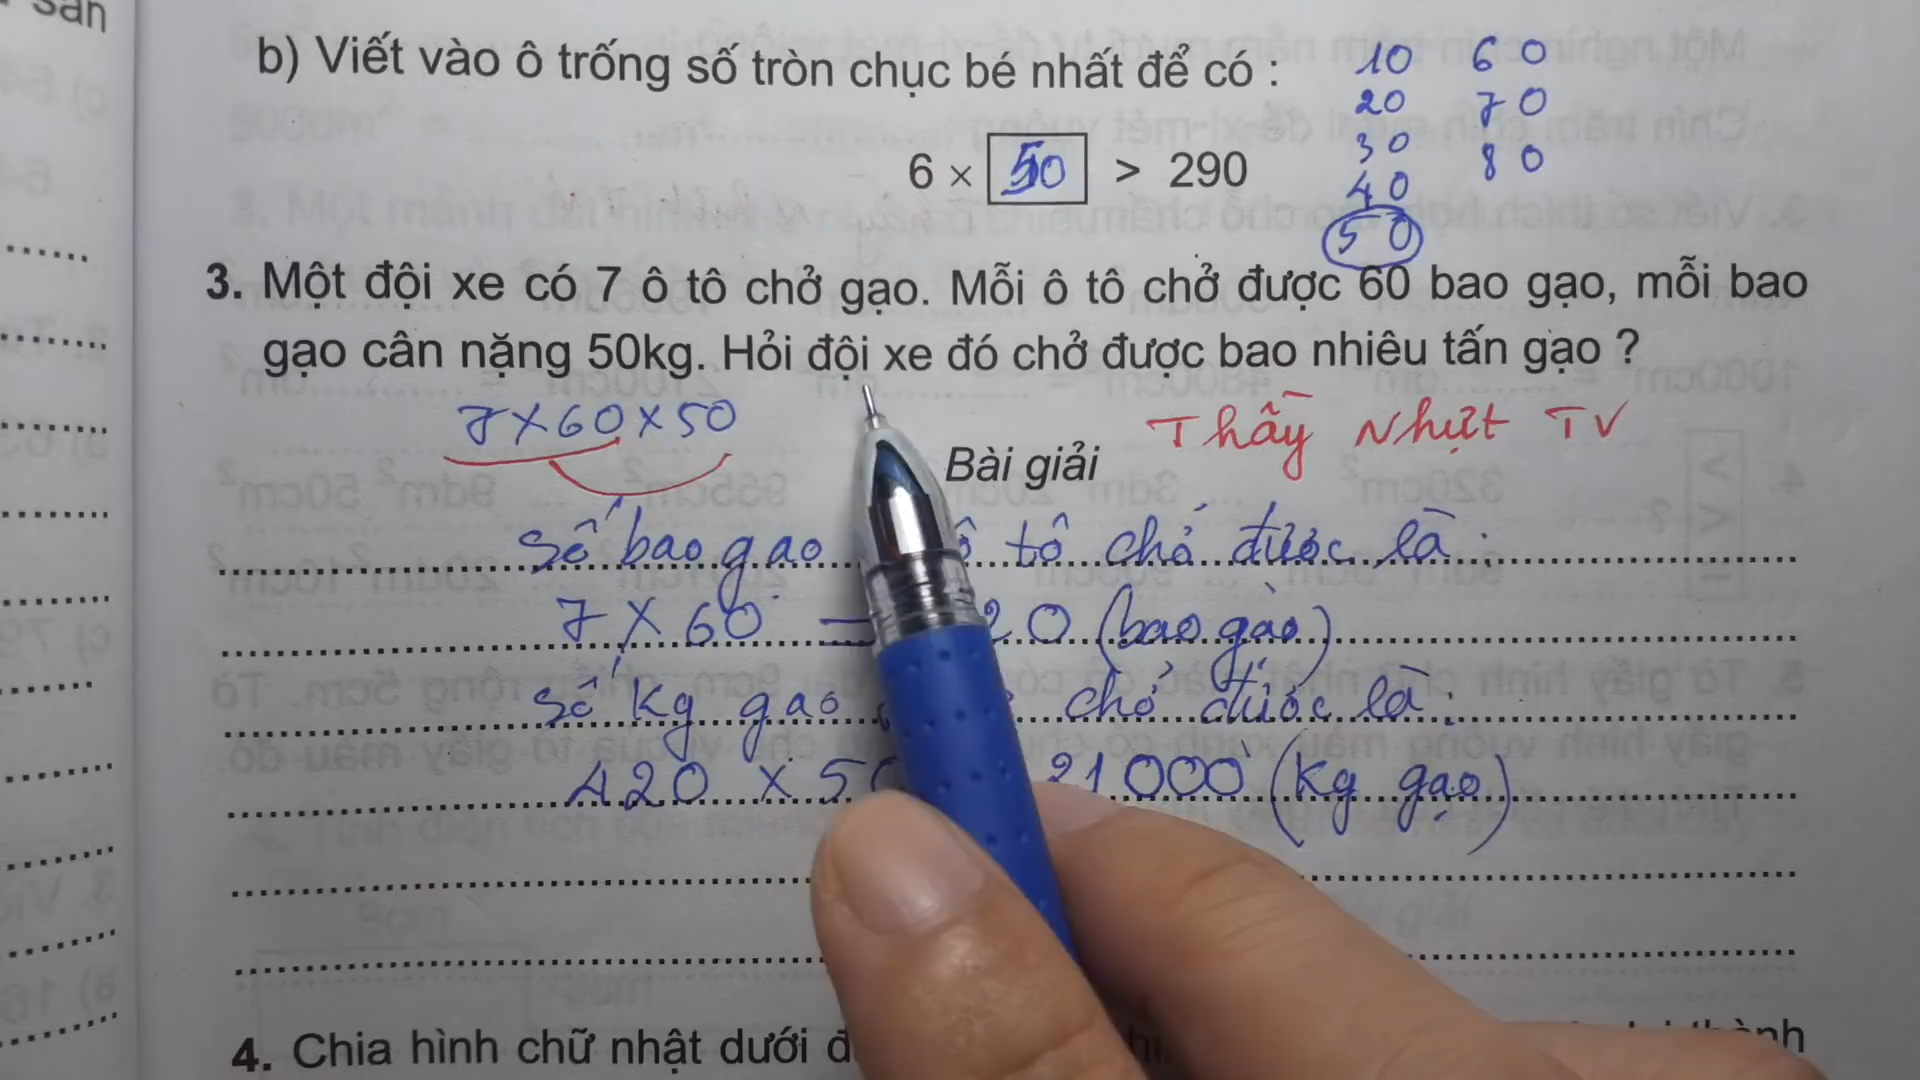 b) Viết vào ô trống số tròn chục bé nhất để có :
10 60
20 70
30 80
40
50
6 × 50 > 290
3. Một đội xe có 7 ô tô chở gạo. Mỗi ô tô chở được 60 bao gạo, mỗi bao
gạo cân nặng 50kg. Hỏi đội xe đó chở được bao nhiêu tấn gạo ?
7 x 60 x 50
Thầy Nhựt TV
Bài giải
Số bao gạo tô chở được là:
7 x 60 = 20 (bao gạo)
Số kg gạo chở được là:
420 x 50 21000 (kg gạo)
4. Chia hình chữ nhật dưới